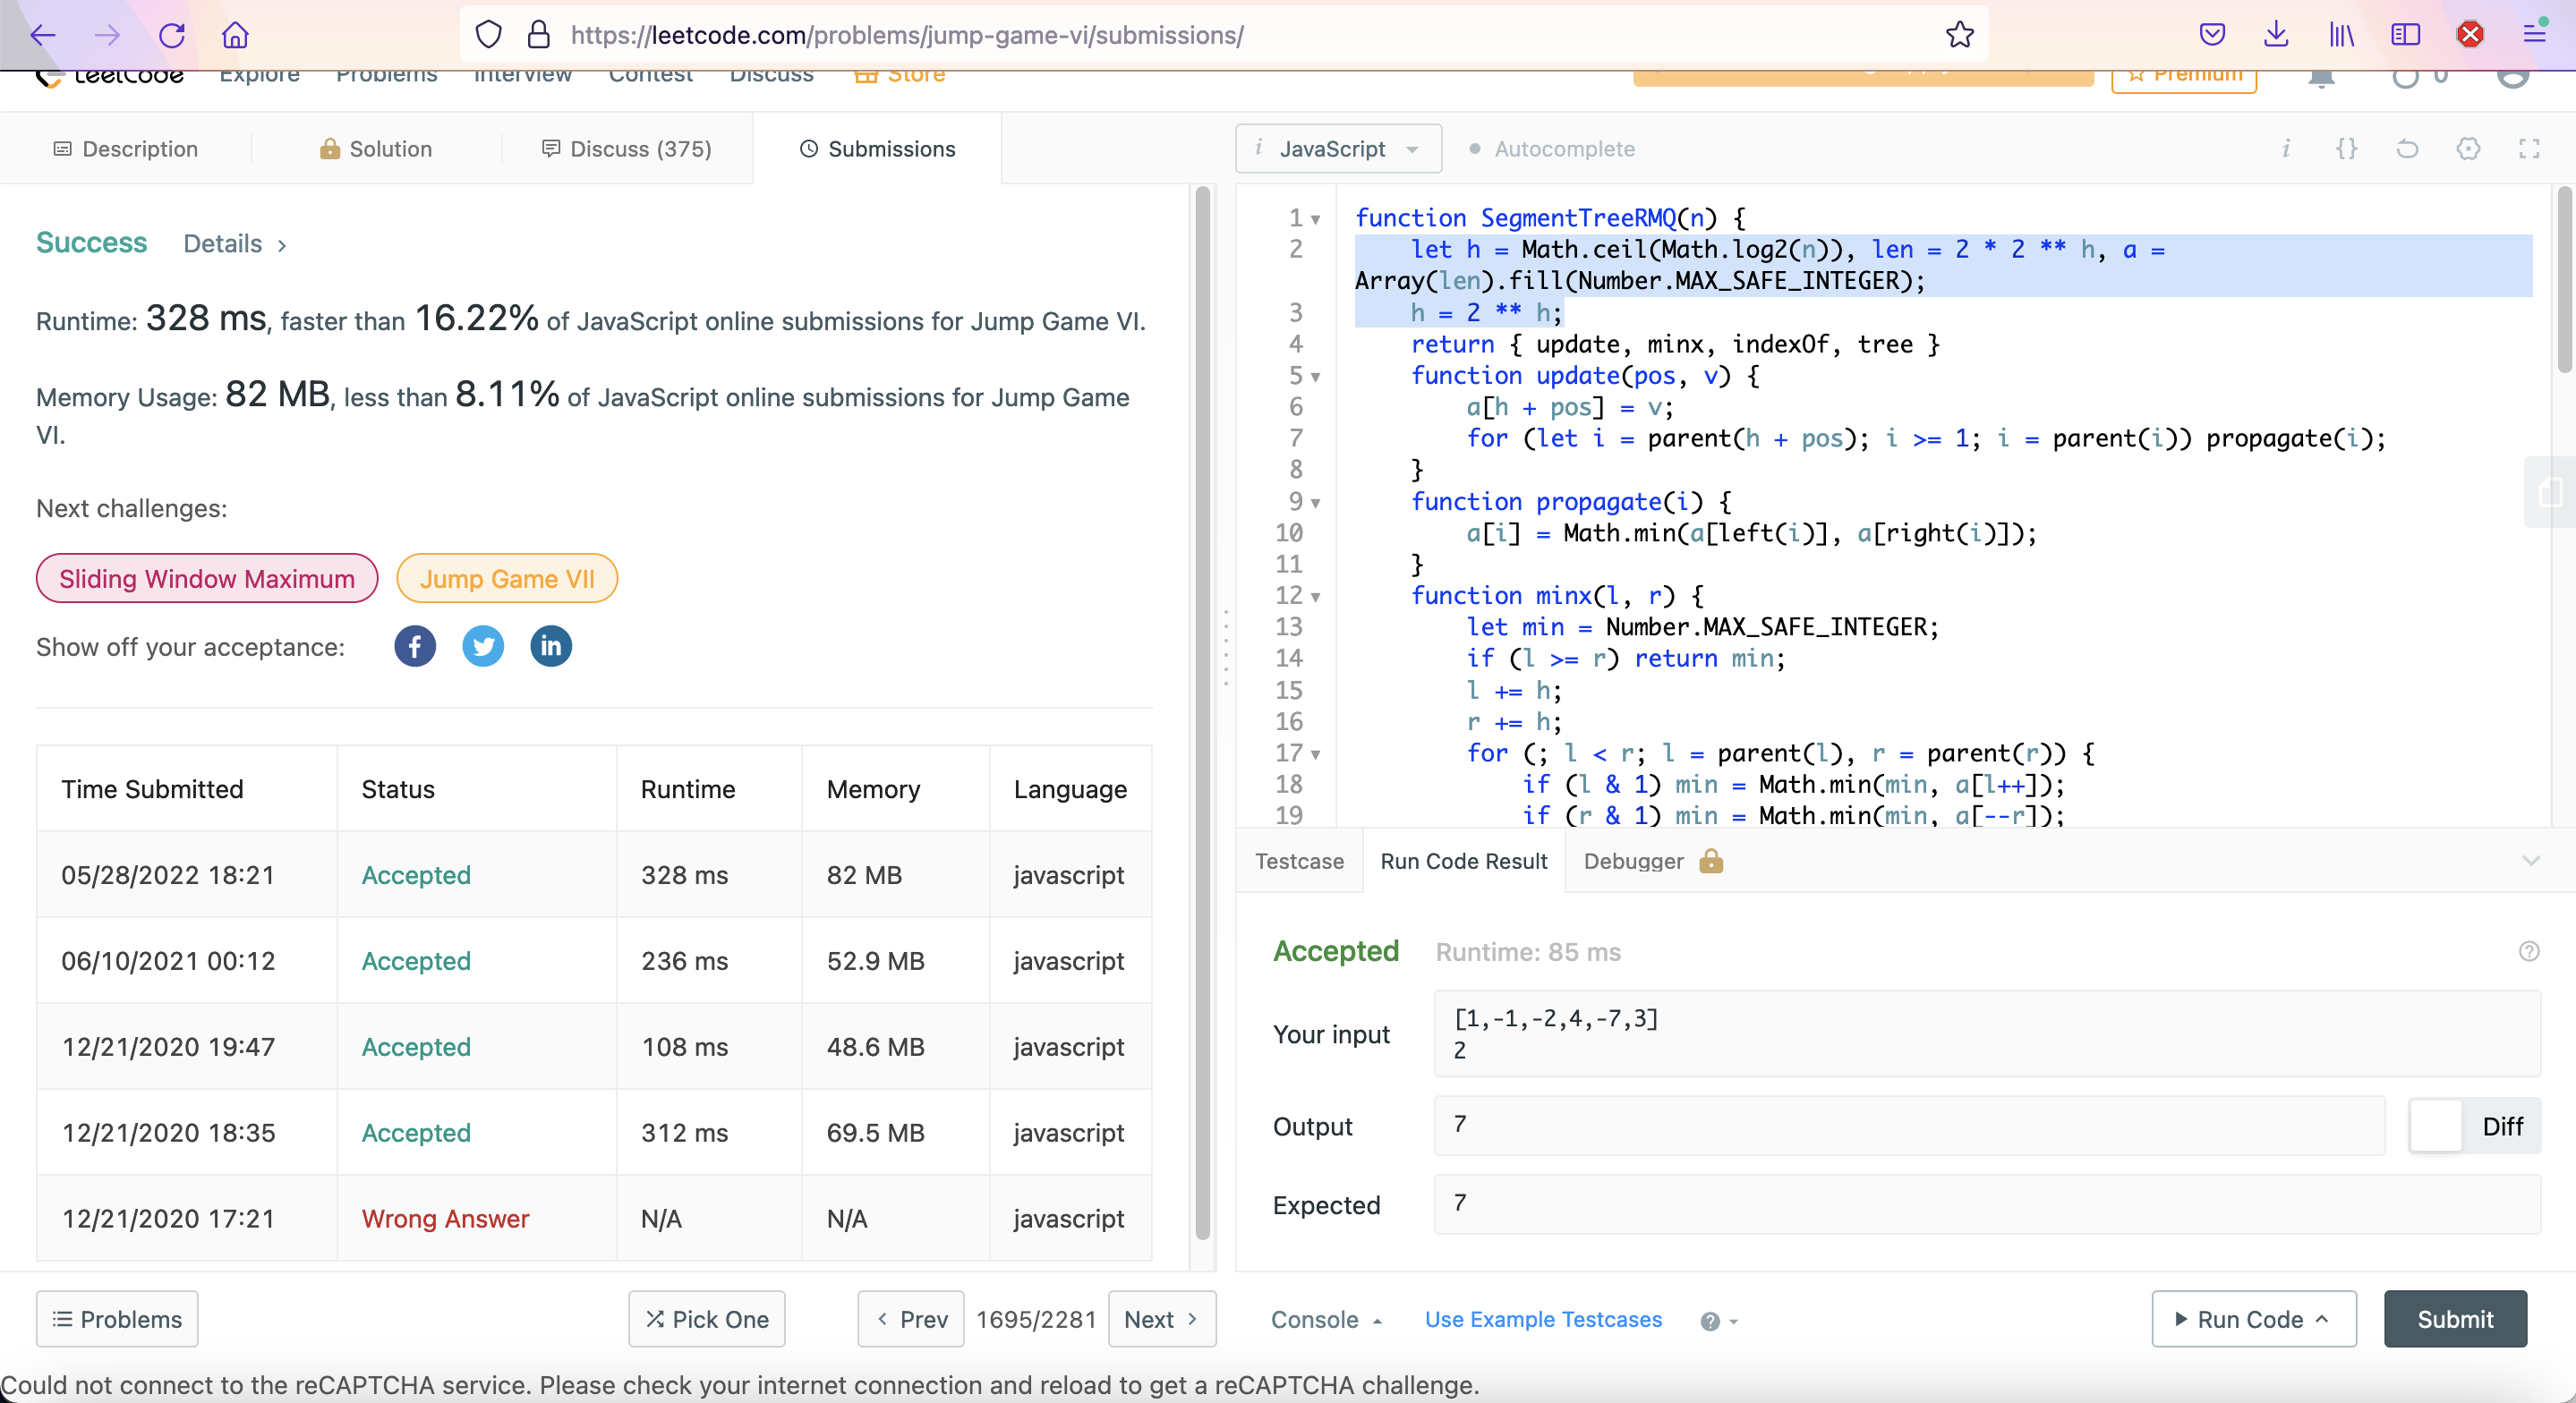 https://leetcode.com/problems/jump-game-vi/submissions/
LeetCode Explore Problems Interview Contest Discuss Store Premium 0
Description Solution Discuss (375) Submissions
i JavaScript Autocomplete i {}
Success Details >
Runtime: 328 ms, faster than 16.22% of JavaScript online submissions for Jump Game VI.
Memory Usage: 82 MB, less than 8.11% of JavaScript online submissions for Jump Game
VI.
Next challenges:
Sliding Window Maximum Jump Game VII
Show off your acceptance:
Time Submitted Status Runtime Memory Language
05/28/2022 18:21 Accepted 328 ms 82 MB javascript
06/10/2021 00:12 Accepted 236 ms 52.9 MB javascript
12/21/2020 19:47 Accepted 108 ms 48.6 MB javascript
12/21/2020 18:35 Accepted 312 ms 69.5 MB javascript
12/21/2020 17:21 Wrong Answer N/A N/A javascript
1 function SegmentTreeRMQ(n) {
2 let h = Math.ceil(Math.log2(n)), len = 2 * 2 ** h, a =
Array(len).fill(Number.MAX_SAFE_INTEGER);
3 h = 2 ** h;
4 return { update, minx, indexOf, tree }
5 function update(pos, v) {
6 a[h + pos] = v;
7 for (let i = parent(h + pos); i >= 1; i = parent(i)) propagate(i);
8 }
9 function propagate(i) {
10 a[i] = Math.min(a[left(i)], a[right(i)]);
11 }
12 function minx(l, r) {
13 let min = Number.MAX_SAFE_INTEGER;
14 if (l >= r) return min;
15 l += h;
16 r += h;
17 for (; l < r; l = parent(l), r = parent(r)) {
18 if (l & 1) min = Math.min(min, a[l++]);
19 if (r & 1) min = Math.min(min, a[--r]);
Testcase Run Code Result Debugger
Accepted Runtime: 85 ms
Your input
[1,-1,-2,4,-7,3]
2
Output 7 Diff
Expected 7
Problems Pick One < Prev 1695/2281 Next >
Console Use Example Testcases Run Code Submit
Could not connect to the reCAPTCHA service. Please check your internet connection and reload to get a reCAPTCHA challenge.